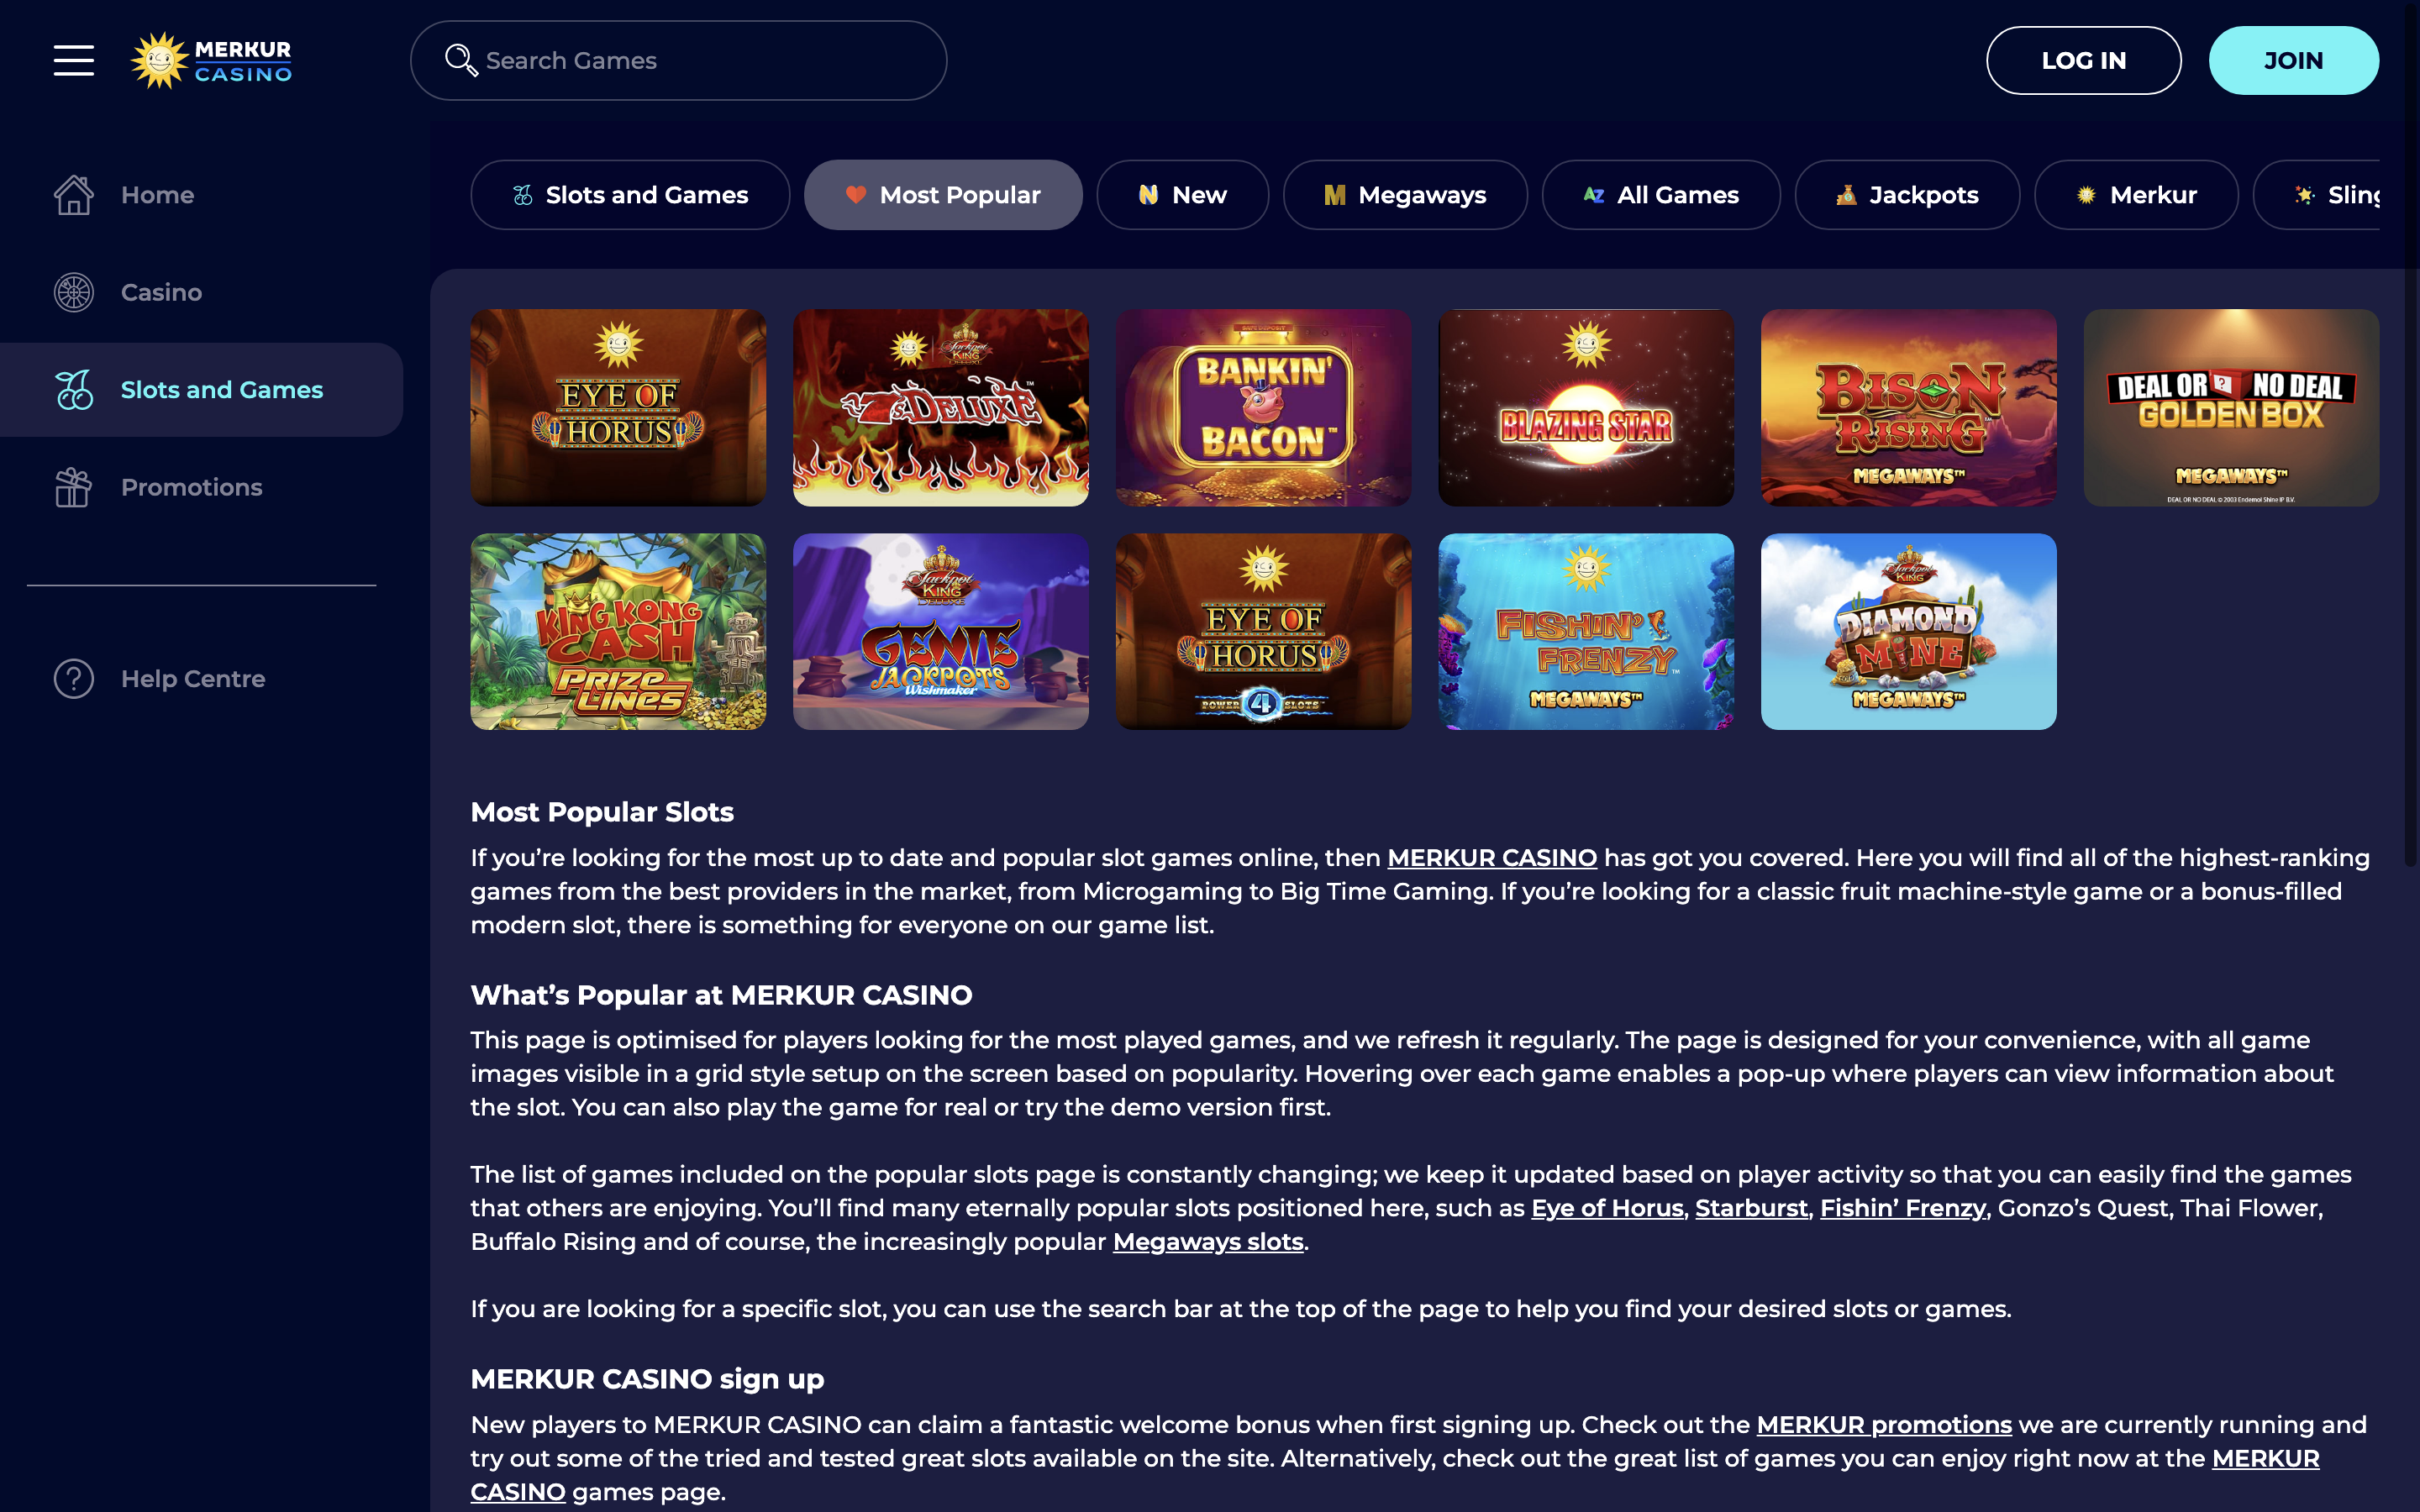 MERKUR
CASINO
Search Games
LOG IN
JOIN
Home
Casino
Slots and Games
Promotions
Help Centre
Slots and Games
Most Popular
New
Megaways
All Games
Jackpots
Merkur
Sling
EYE OF
HORUS
Jackpot
KING
7's DELUXE™
BANKIN'
BACON™
BLAZING STAR
BISON
RISING™
MEGAWAYS™
DEAL OR NO DEAL
GOLDEN BOX
MEGAWAYS™
DEAL OR NO DEAL © 2003 Endemol Shine IP B.V.
KING KONG
CASH
PRIZE
LINES
Jackpot
KING
DELUXE
GENIE
JACKPOTS
Wishmaker
EYE OF
HORUS
POWER 4 SLOTS™
FISHIN'
FRENZY™
MEGAWAYS™
Jackpot
KING
DIAMOND
MINE
MEGAWAYS™
Most Popular Slots
If you’re looking for the most up to date and popular slot games online, then MERKUR CASINO has got you covered. Here you will find all of the highest-ranking
games from the best providers in the market, from Microgaming to Big Time Gaming. If you’re looking for a classic fruit machine-style game or a bonus-filled
modern slot, there is something for everyone on our game list.
What’s Popular at MERKUR CASINO
This page is optimised for players looking for the most played games, and we refresh it regularly. The page is designed for your convenience, with all game
images visible in a grid style setup on the screen based on popularity. Hovering over each game enables a pop-up where players can view information about
the slot. You can also play the game for real or try the demo version first.
The list of games included on the popular slots page is constantly changing; we keep it updated based on player activity so that you can easily find the games
that others are enjoying. You’ll find many eternally popular slots positioned here, such as Eye of Horus, Starburst, Fishin’ Frenzy, Gonzo’s Quest, Thai Flower,
Buffalo Rising and of course, the increasingly popular Megaways slots.
If you are looking for a specific slot, you can use the search bar at the top of the page to help you find your desired slots or games.
MERKUR CASINO sign up
New players to MERKUR CASINO can claim a fantastic welcome bonus when first signing up. Check out the MERKUR promotions we are currently running and
try out some of the tried and tested great slots available on the site. Alternatively, check out the great list of games you can enjoy right now at the MERKUR
CASINO games page.